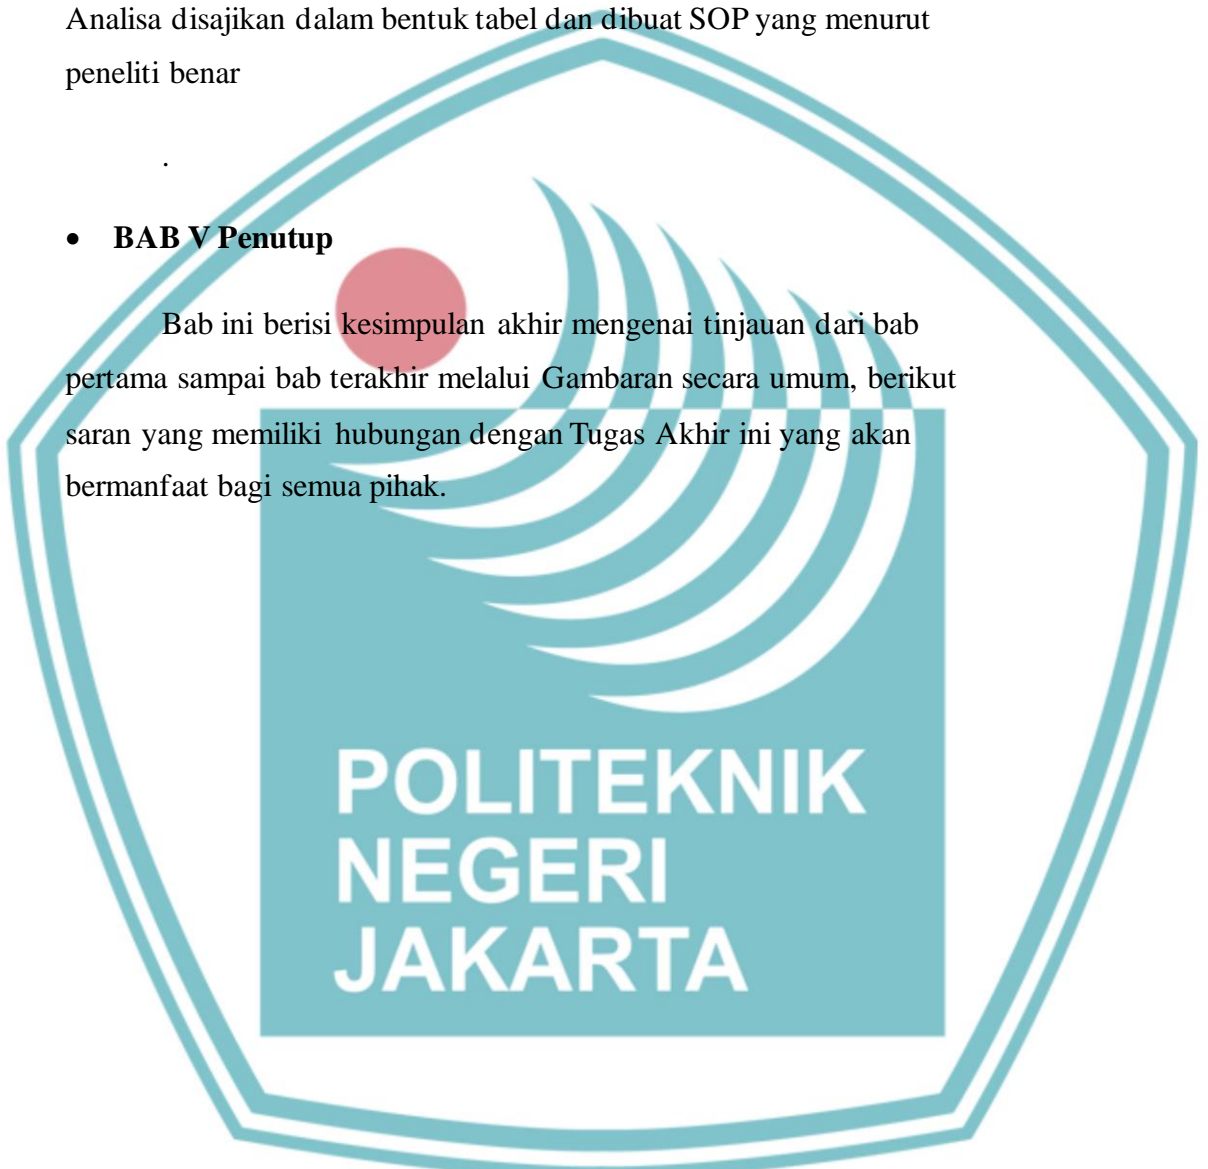 Analisa disajikan dalam bentuk tabel dan dibuat SOP yang menurut
peneliti benar
.
• BAB V Penutup
Bab ini berisi kesimpulan akhir mengenai tinjauan dari bab
pertama sampai bab terakhir melalui Gambaran secara umum, berikut
saran yang memiliki hubungan dengan Tugas Akhir ini yang akan
bermanfaat bagi semua pihak.
POLITEKNIK
NEGERI
JAKARTA